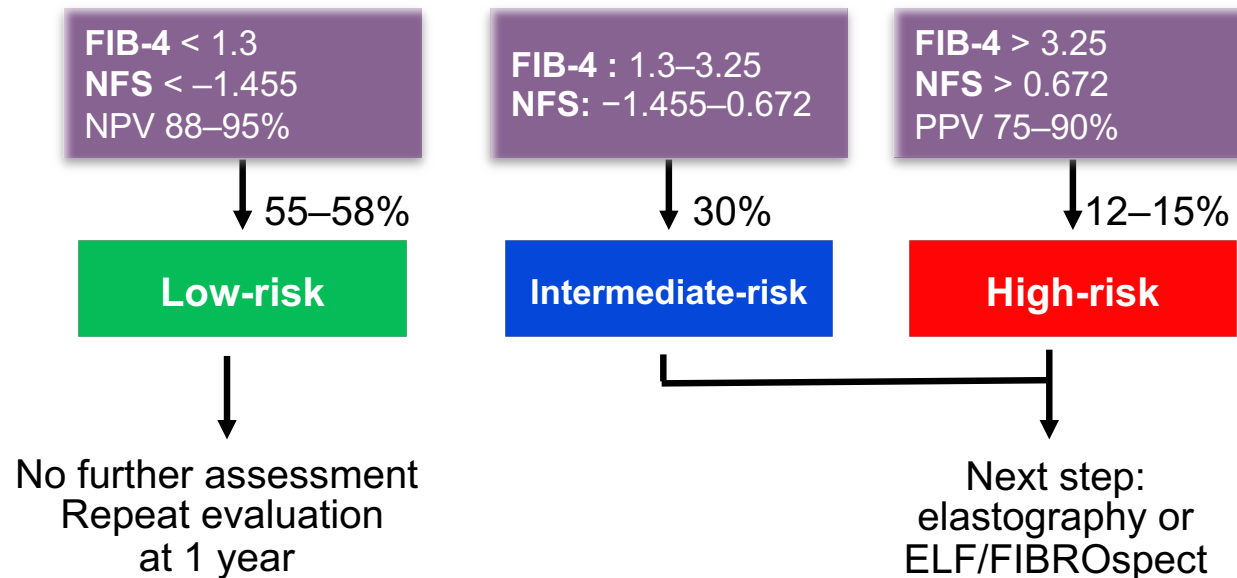 FIB-4 < 1.3
NFS < –1.455
NPV 88–95%
FIB-4 : 1.3–3.25
NFS: −1.455–0.672
FIB-4 > 3.25
NFS > 0.672
PPV 75–90%
55–58%
30%
12–15%
Low-risk
Intermediate-risk
High-risk
No further assessment
Repeat evaluation
at 1 year
Next step:
elastography or
ELF/FIBROspect